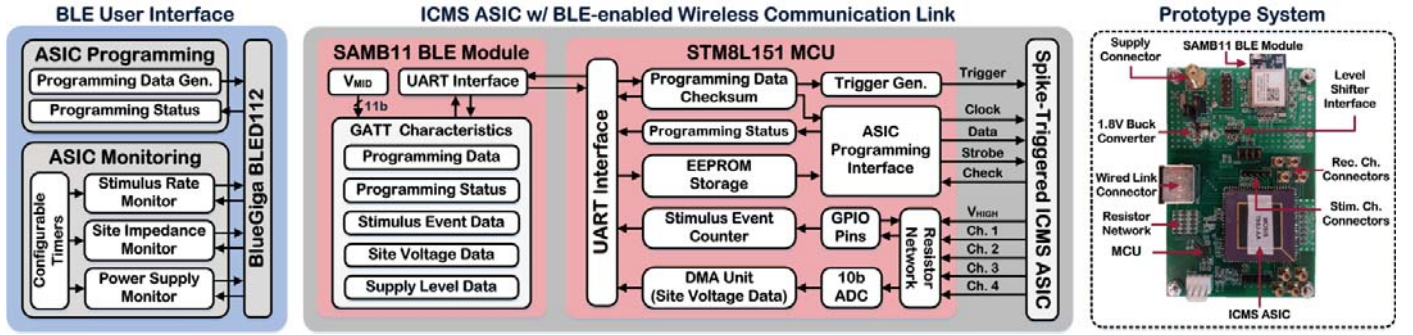 BLE User Interface
ASIC Programming
Programming Data Gen.
Programming Status
ASIC Monitoring
Configurable
Timers
Stimulus Rate
Monitor
Site Impedance
Monitor
Power Supply
Monitor
BlueGiga BLED112
ICMS ASIC w/ BLE-enabled Wireless Communication Link
SAMB11 BLE Module
VMID
UART Interface
11b
GATT Characteristics
Programming Data
Programming Status
Stimulus Event Data
Site Voltage Data
Supply Level Data
STM8L151 MCU
UART Interface
Programming Data
Checksum
Trigger Gen.
Programming Status
ASIC
Programming
Interface
EEPROM
Storage
Stimulus Event
Counter
GPIO
Pins
DMA Unit
(Site Voltage Data)
10b
ADC
Resistor
Network
Trigger
Clock
Data
Strobe
Check
VHIGH
Ch. 1
Ch. 2
Ch. 3
Ch. 4
Spike-Triggered ICMS ASIC
Prototype System
Supply
Connector
SAMB11 BLE Module
Level
Shifter
Interface
1.8V Buck
Converter
Rec. Ch.
Connectors
Wired Link
Connector
Stim. Ch.
Connectors
Resistor
Network
MCU
ICMS ASIC